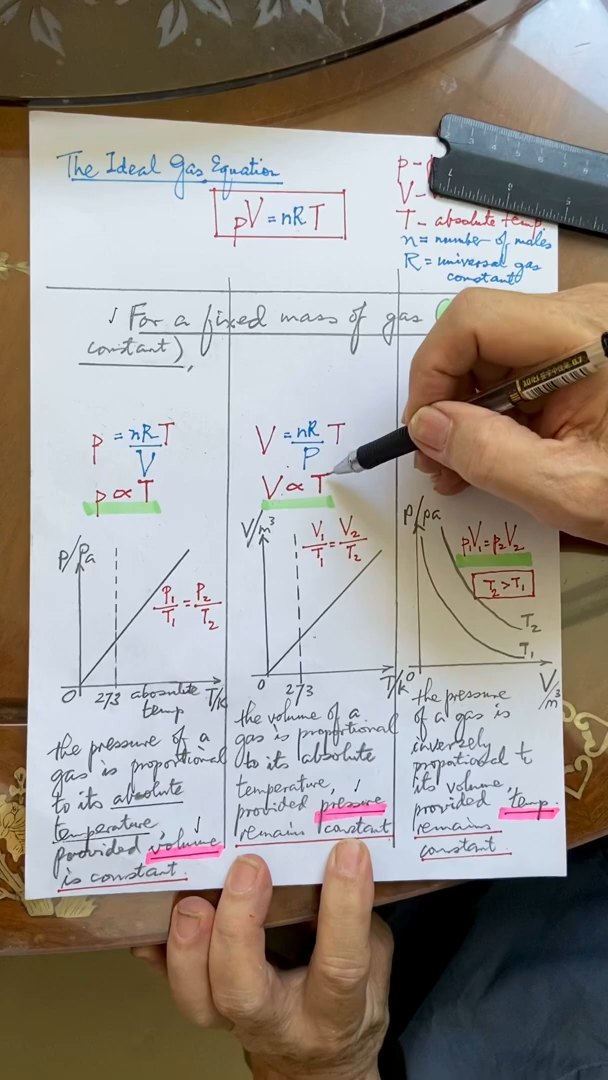 The Ideal Gas Equation
pV = nRT
p -
V -
T - absolute temp.
n = number of moles
R = universal gas
constant
✓ For a fixed mass of gas
constant),
p = nR/V T
p ∝ T
P/Pa
P₁/T₁ = P₂/T₂
0
273
abosulute
temp
T/K
the pressure of a
gas is proportional
to its absolute
temperature
provided volume ✓
is constant.
V = nR/P T
V ∝ T
V/m³
V₁/T₁ = V₂/T₂
0
273
T/K
the volume of a
gas is proportional
to its absolute
temperature, ✓
provided pressure
remains constant
P/pa
p₁V₁ = p₂V₂
T₂ > T₁
T₂
T₁
0
V/m³
the pressure
of a gas is
inversely
propotional to
its volume,
provided temp.
remains
constant.